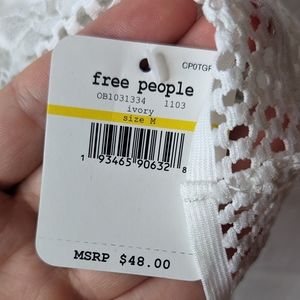 CP0TGF
free people
OB1031334 1103
ivory
size M
1 93465 90632 8
MSRP $48.00